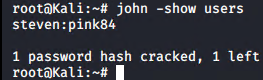 root@Kali:~# john -show users
steven:pink84
1 password hash cracked, 1 left
root@Kali:~#